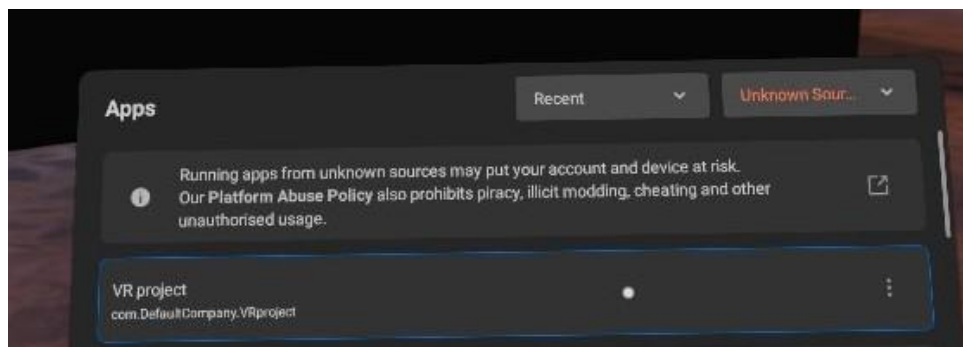 Apps
Recent
Unknown Sour...
Running apps from unknown sources may put your account and device at risk.
Our Platform Abuse Policy also prohibits piracy, illicit modding, cheating and other
unauthorised usage.
VR project
com.DefaultCompany.VRproject